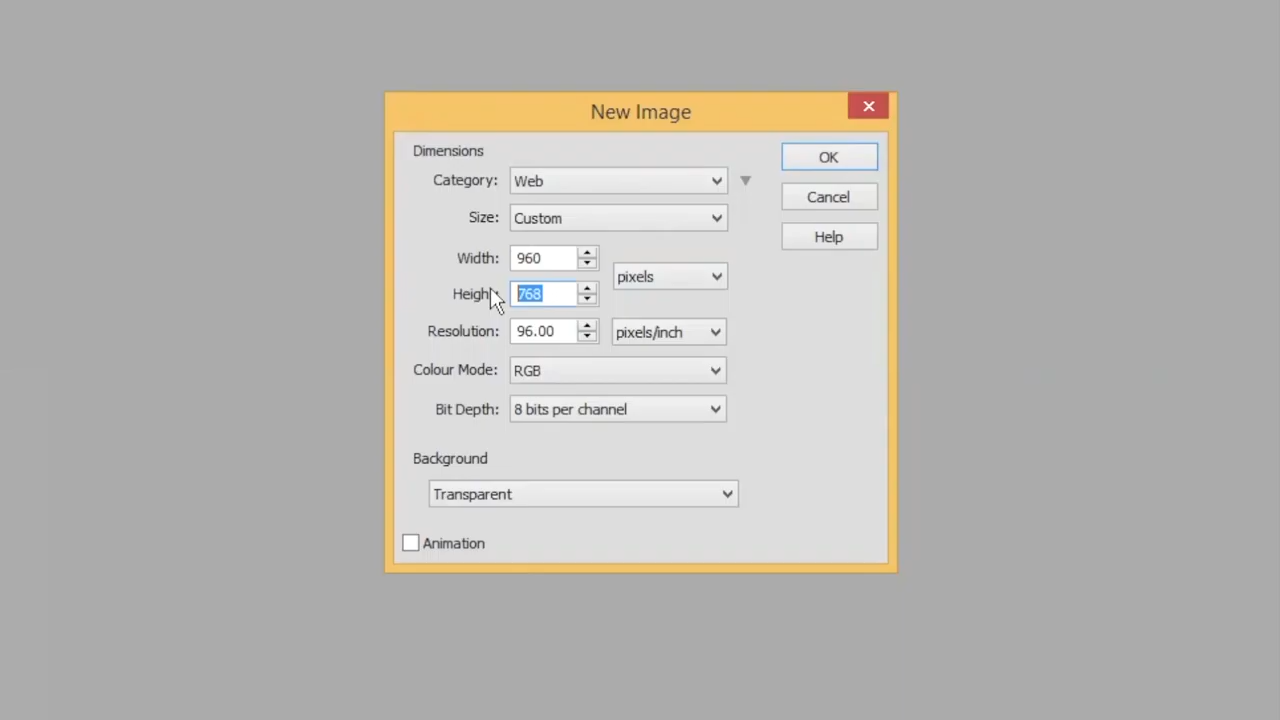 New Image
Dimensions
OK
Category: Web
Cancel
Size: Custom
Help
Width: 960
pixels
Height: 768
Resolution: 96.00 pixels/inch
Colour Mode: RGB
Bit Depth: 8 bits per channel
Background
Transparent
Animation